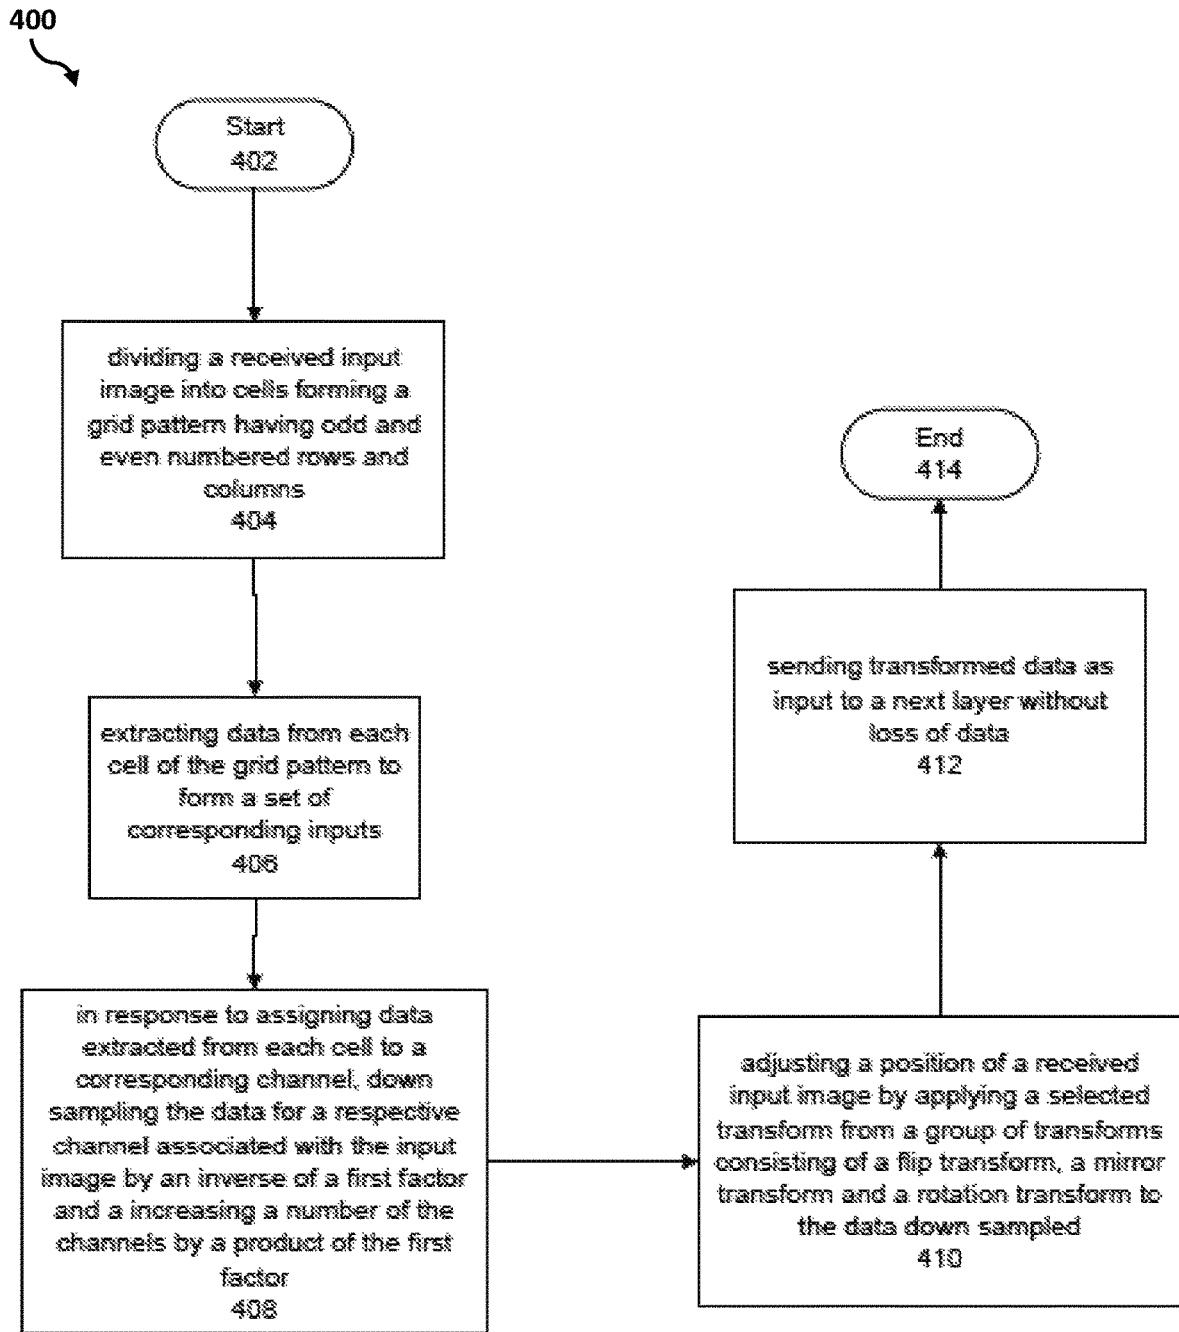 400
Start
402
dividing a received input
image into cells forming a
grid pattern having odd and
even numbered rows and
columns
404
extracting data from each
cell of the grid pattern to
form a set of
corresponding inputs
406
in response to assigning data
extracted from each cell to a
corresponding channel, down
sampling the data for a respective
channel associated with the input
image by an inverse of a first factor
and a increasing a number of the
channels by a product of the first
factor
408
adjusting a position of a received
input image by applying a selected
transform from a group of transforms
consisting of a flip transform, a mirror
transform and a rotation transform to
the data down sampled
410
sending transformed data as
input to a next layer without
loss of data
412
End
414